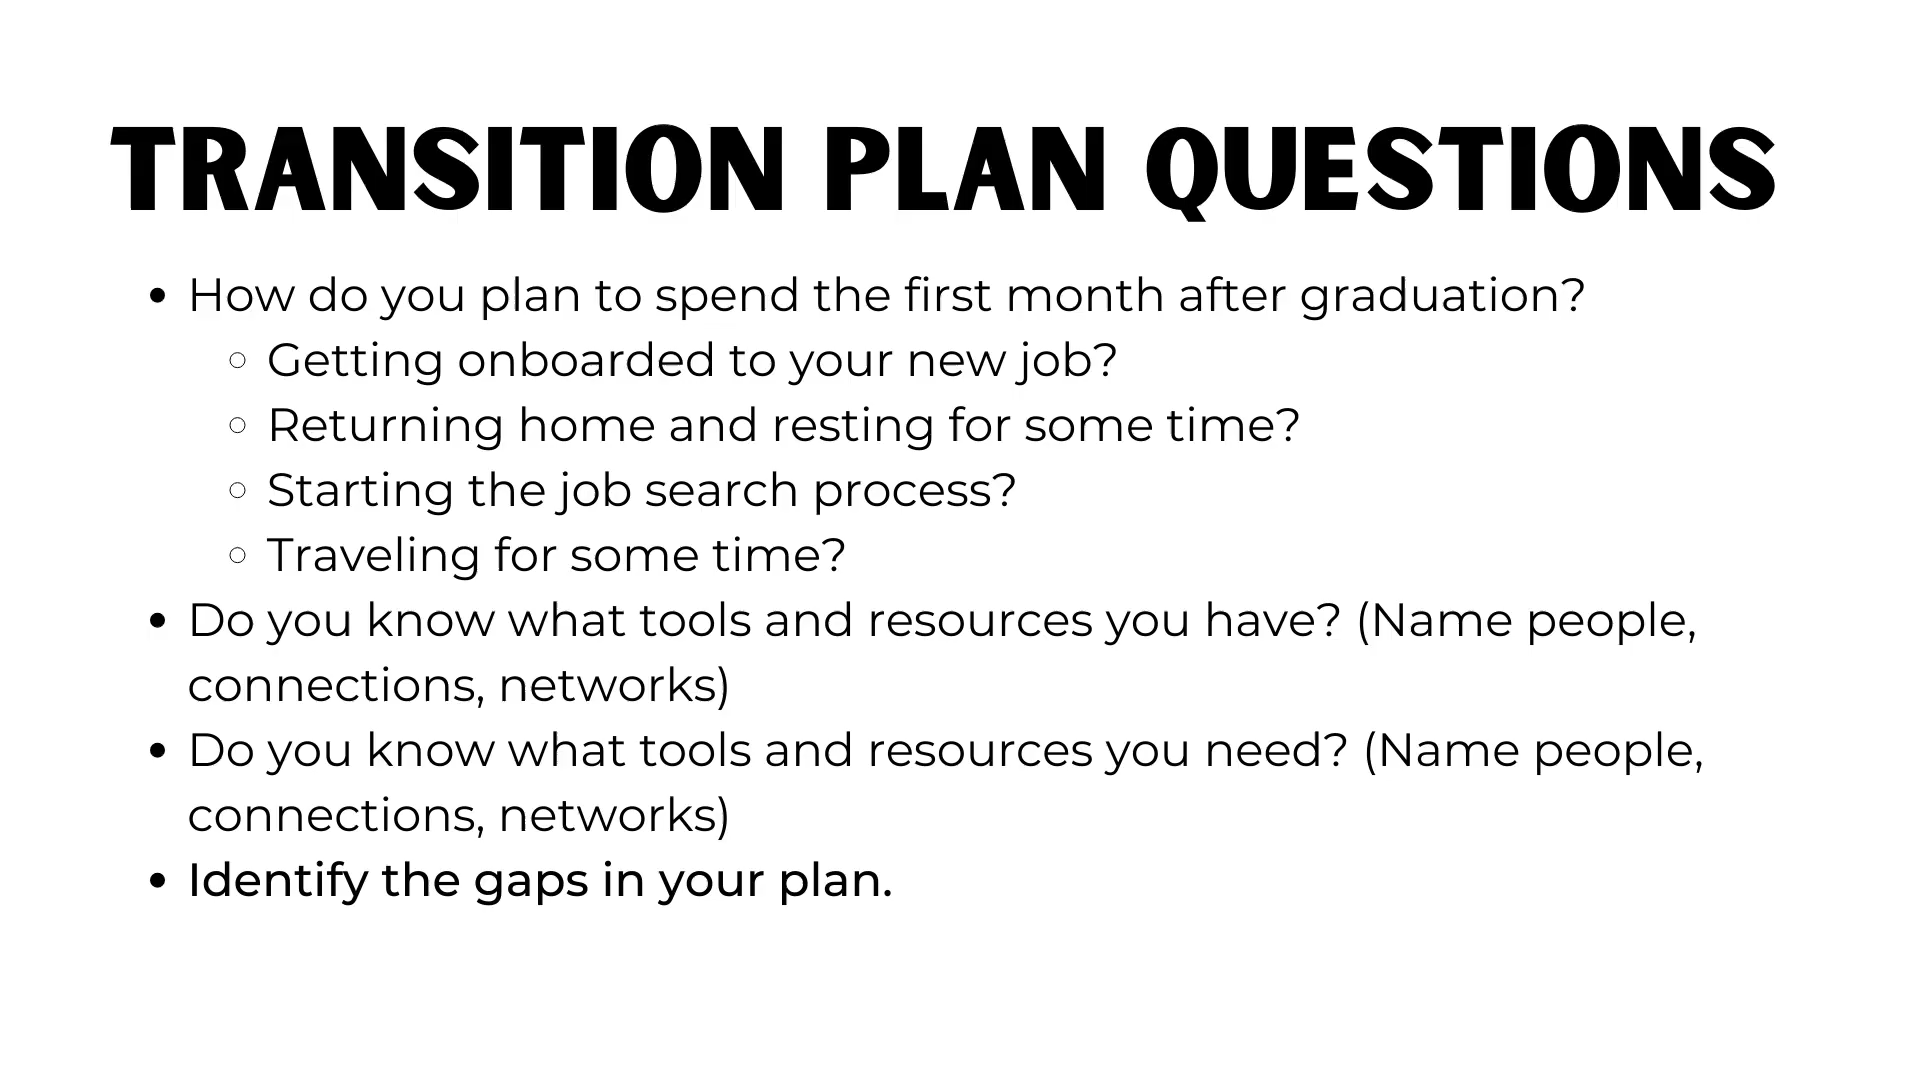 TRANSITION PLAN QUESTIONS
• How do you plan to spend the first month after graduation?
○ Getting onboarded to your new job?
○ Returning home and resting for some time?
○ Starting the job search process?
○ Traveling for some time?
• Do you know what tools and resources you have? (Name people,
connections, networks)
• Do you know what tools and resources you need? (Name people,
connections, networks)
• Identify the gaps in your plan.